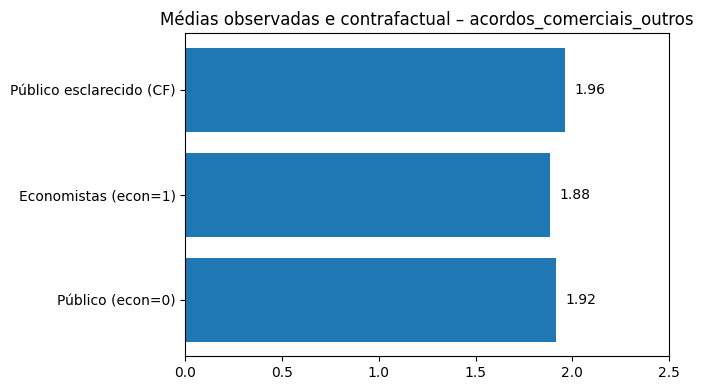 Médias observadas e contrafactual – acordos_comerciais_outros
Público esclarecido (CF)
1.96
Economistas (econ=1)
1.88
Público (econ=0)
1.92
0.0 0.5 1.0 1.5 2.0 2.5